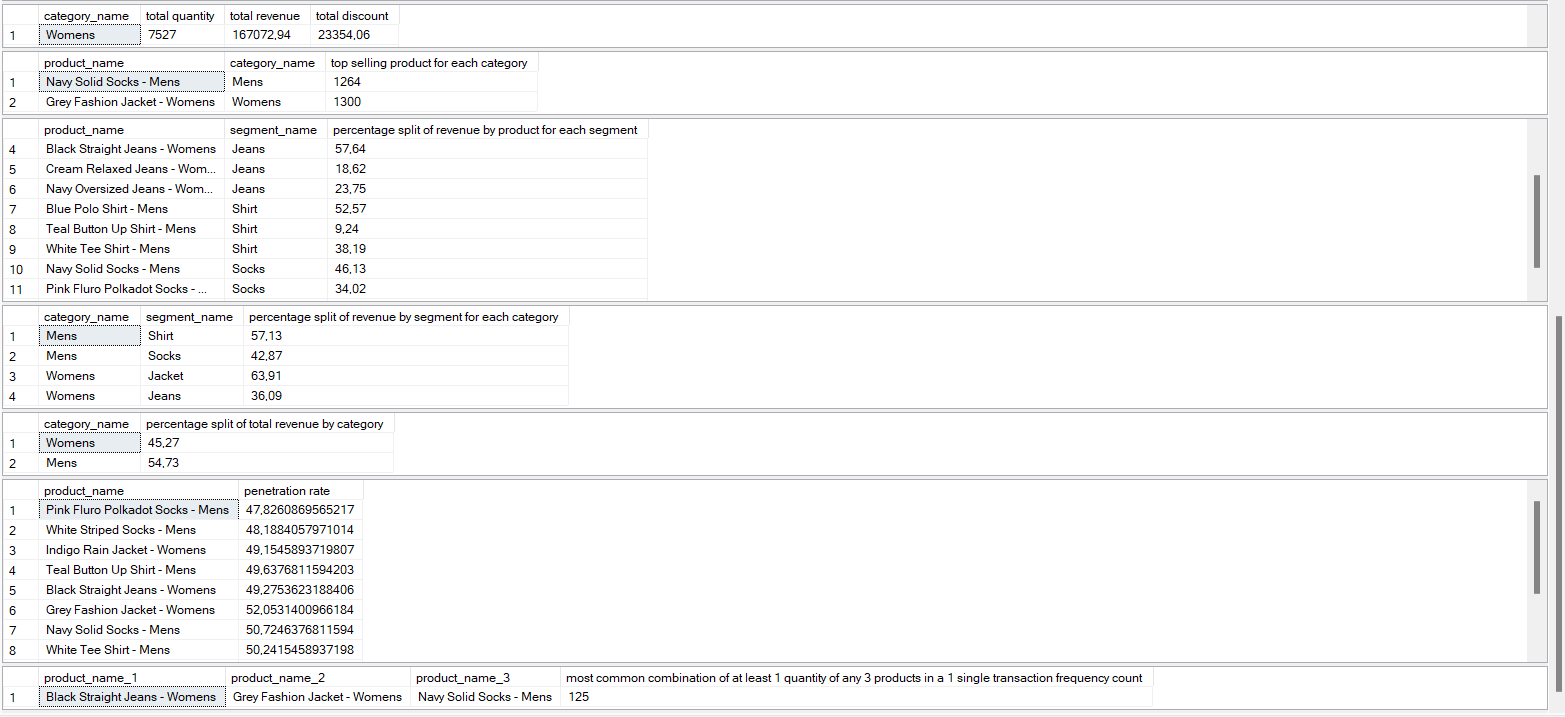 category_name total quantity total revenue total discount
1 Womens 7527 167072,94 23354,06
product_name category_name top selling product for each category
1 Navy Solid Socks - Mens Mens 1264
2 Grey Fashion Jacket - Womens Womens 1300
product_name segment_name percentage split of revenue by product for each segment
4 Black Straight Jeans - Womens Jeans 57,64
5 Cream Relaxed Jeans - Wom... Jeans 18,62
6 Navy Oversized Jeans - Wom... Jeans 23,75
7 Blue Polo Shirt - Mens Shirt 52,57
8 Teal Button Up Shirt - Mens Shirt 9,24
9 White Tee Shirt - Mens Shirt 38,19
10 Navy Solid Socks - Mens Socks 46,13
11 Pink Fluro Polkadot Socks - ... Socks 34,02
category_name segment_name percentage split of revenue by segment for each category
1 Mens Shirt 57,13
2 Mens Socks 42,87
3 Womens Jacket 63,91
4 Womens Jeans 36,09
category_name percentage split of total revenue by category
1 Womens 45,27
2 Mens 54,73
product_name penetration rate
1 Pink Fluro Polkadot Socks - Mens 47,8260869565217
2 White Striped Socks - Mens 48,1884057971014
3 Indigo Rain Jacket - Womens 49,1545893719807
4 Teal Button Up Shirt - Mens 49,6376811594203
5 Black Straight Jeans - Womens 49,2753623188406
6 Grey Fashion Jacket - Womens 52,0531400966184
7 Navy Solid Socks - Mens 50,7246376811594
8 White Tee Shirt - Mens 50,2415458937198
product_name_1 product_name_2 product_name_3 most common combination of at least 1 quantity of any 3 products in a 1 single transaction frequency count
1 Black Straight Jeans - Womens Grey Fashion Jacket - Womens Navy Solid Socks - Mens 125